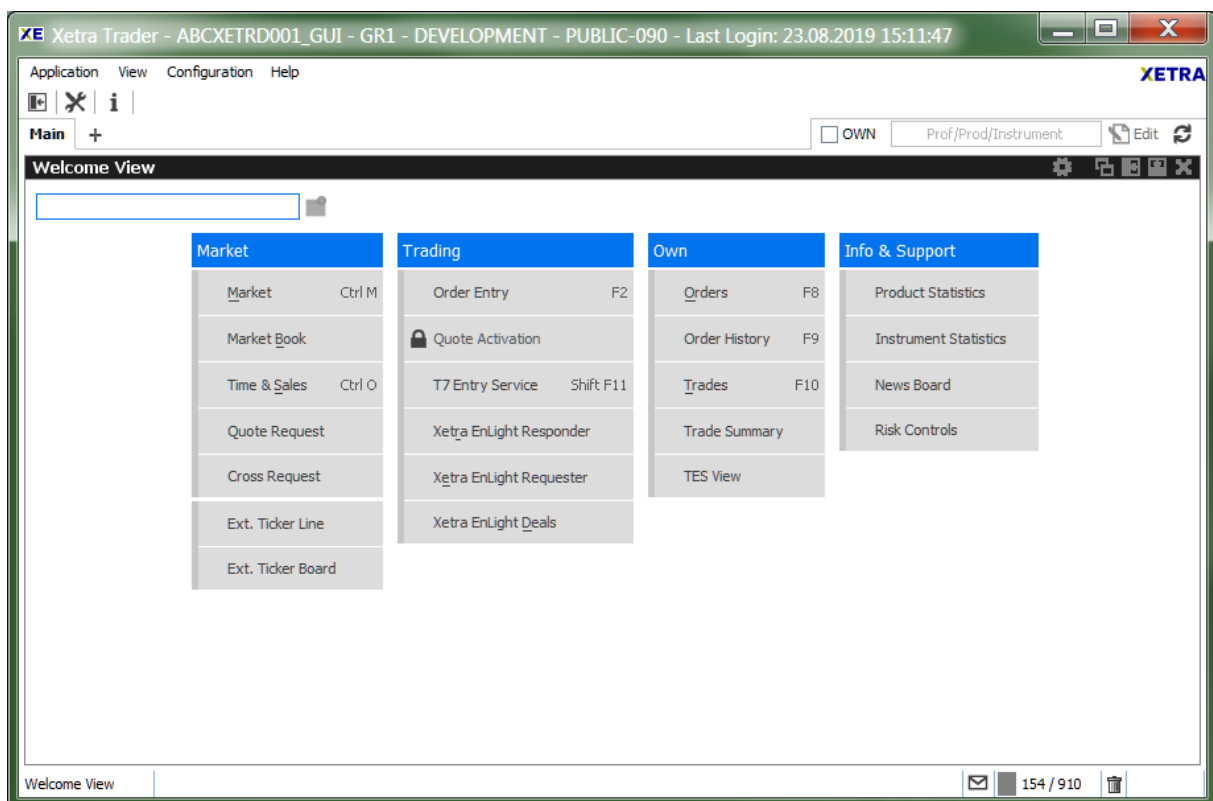 XE Xetra Trader - ABCXETRD001_GUI - GR1 - DEVELOPMENT - PUBLIC-090 - Last Login: 23.08.2019 15:11:47
Application View Configuration Help
XETRA
Main +
OWN Prof/Prod/Instrument Edit
Welcome View
Market Trading Own Info & Support
Market Ctrl M Order Entry F2 Orders F8 Product Statistics
Market Book Quote Activation Order History F9 Instrument Statistics
Time & Sales Ctrl O T7 Entry Service Shift F11 Trades F10 News Board
Quote Request Xetra EnLight Responder Trade Summary Risk Controls
Cross Request Xetra EnLight Requester TES View
Ext. Ticker Line Xetra EnLight Deals
Ext. Ticker Board
Welcome View 154 / 910